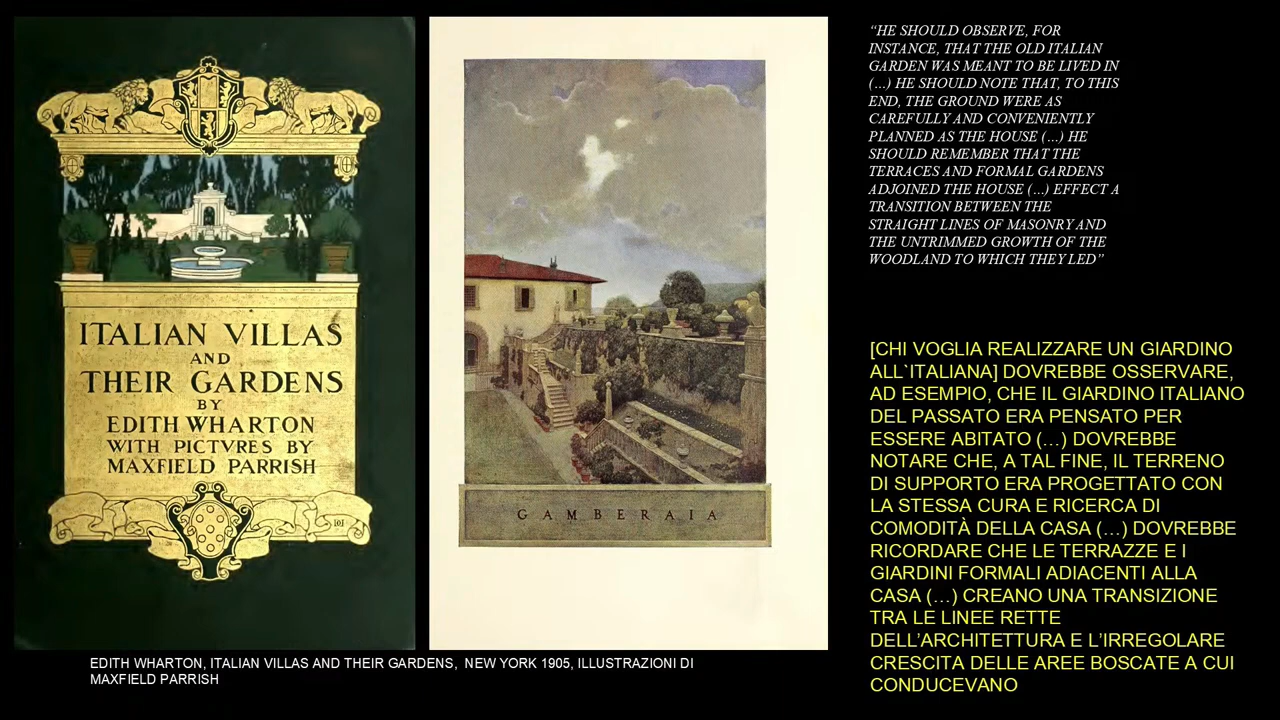 ITALIAN VILLAS
AND
THEIR GARDENS
BY
EDITH WHARTON
WITH PICTVRES BY
MAXFIELD PARRISH
GAMBERAIA
EDITH WHARTON, ITALIAN VILLAS AND THEIR GARDENS, NEW YORK 1905, ILLUSTRAZIONI DI
MAXFIELD PARRISH
“HE SHOULD OBSERVE, FOR
INSTANCE, THAT THE OLD ITALIAN
GARDEN WAS MEANT TO BE LIVED IN
(…) HE SHOULD NOTE THAT, TO THIS
END, THE GROUND WERE AS
CAREFULLY AND CONVENIENTLY
PLANNED AS THE HOUSE (…) HE
SHOULD REMEMBER THAT THE
TERRACES AND FORMAL GARDENS
ADJOINED THE HOUSE (…) EFFECT A
TRANSITION BETWEEN THE
STRAIGHT LINES OF MASONRY AND
THE UNTRIMMED GROWTH OF THE
WOODLAND TO WHICH THEY LED”
[CHI VOGLIA REALIZZARE UN GIARDINO
ALL`ITALIANA] DOVREBBE OSSERVARE,
AD ESEMPIO, CHE IL GIARDINO ITALIANO
DEL PASSATO ERA PENSATO PER
ESSERE ABITATO (…) DOVREBBE
NOTARE CHE, A TAL FINE, IL TERRENO
DI SUPPORTO ERA PROGETTATO CON
LA STESSA CURA E RICERCA DI
COMODITÀ DELLA CASA (…) DOVREBBE
RICORDARE CHE LE TERRAZZE E I
GIARDINI FORMALI ADIACENTI ALLA
CASA (…) CREANO UNA TRANSIZIONE
TRA LE LINEE RETTE
DELL’ARCHITETTURA E L’IRREGOLARE
CRESCITA DELLE AREE BOSCATE A CUI
CONDUCEVANO